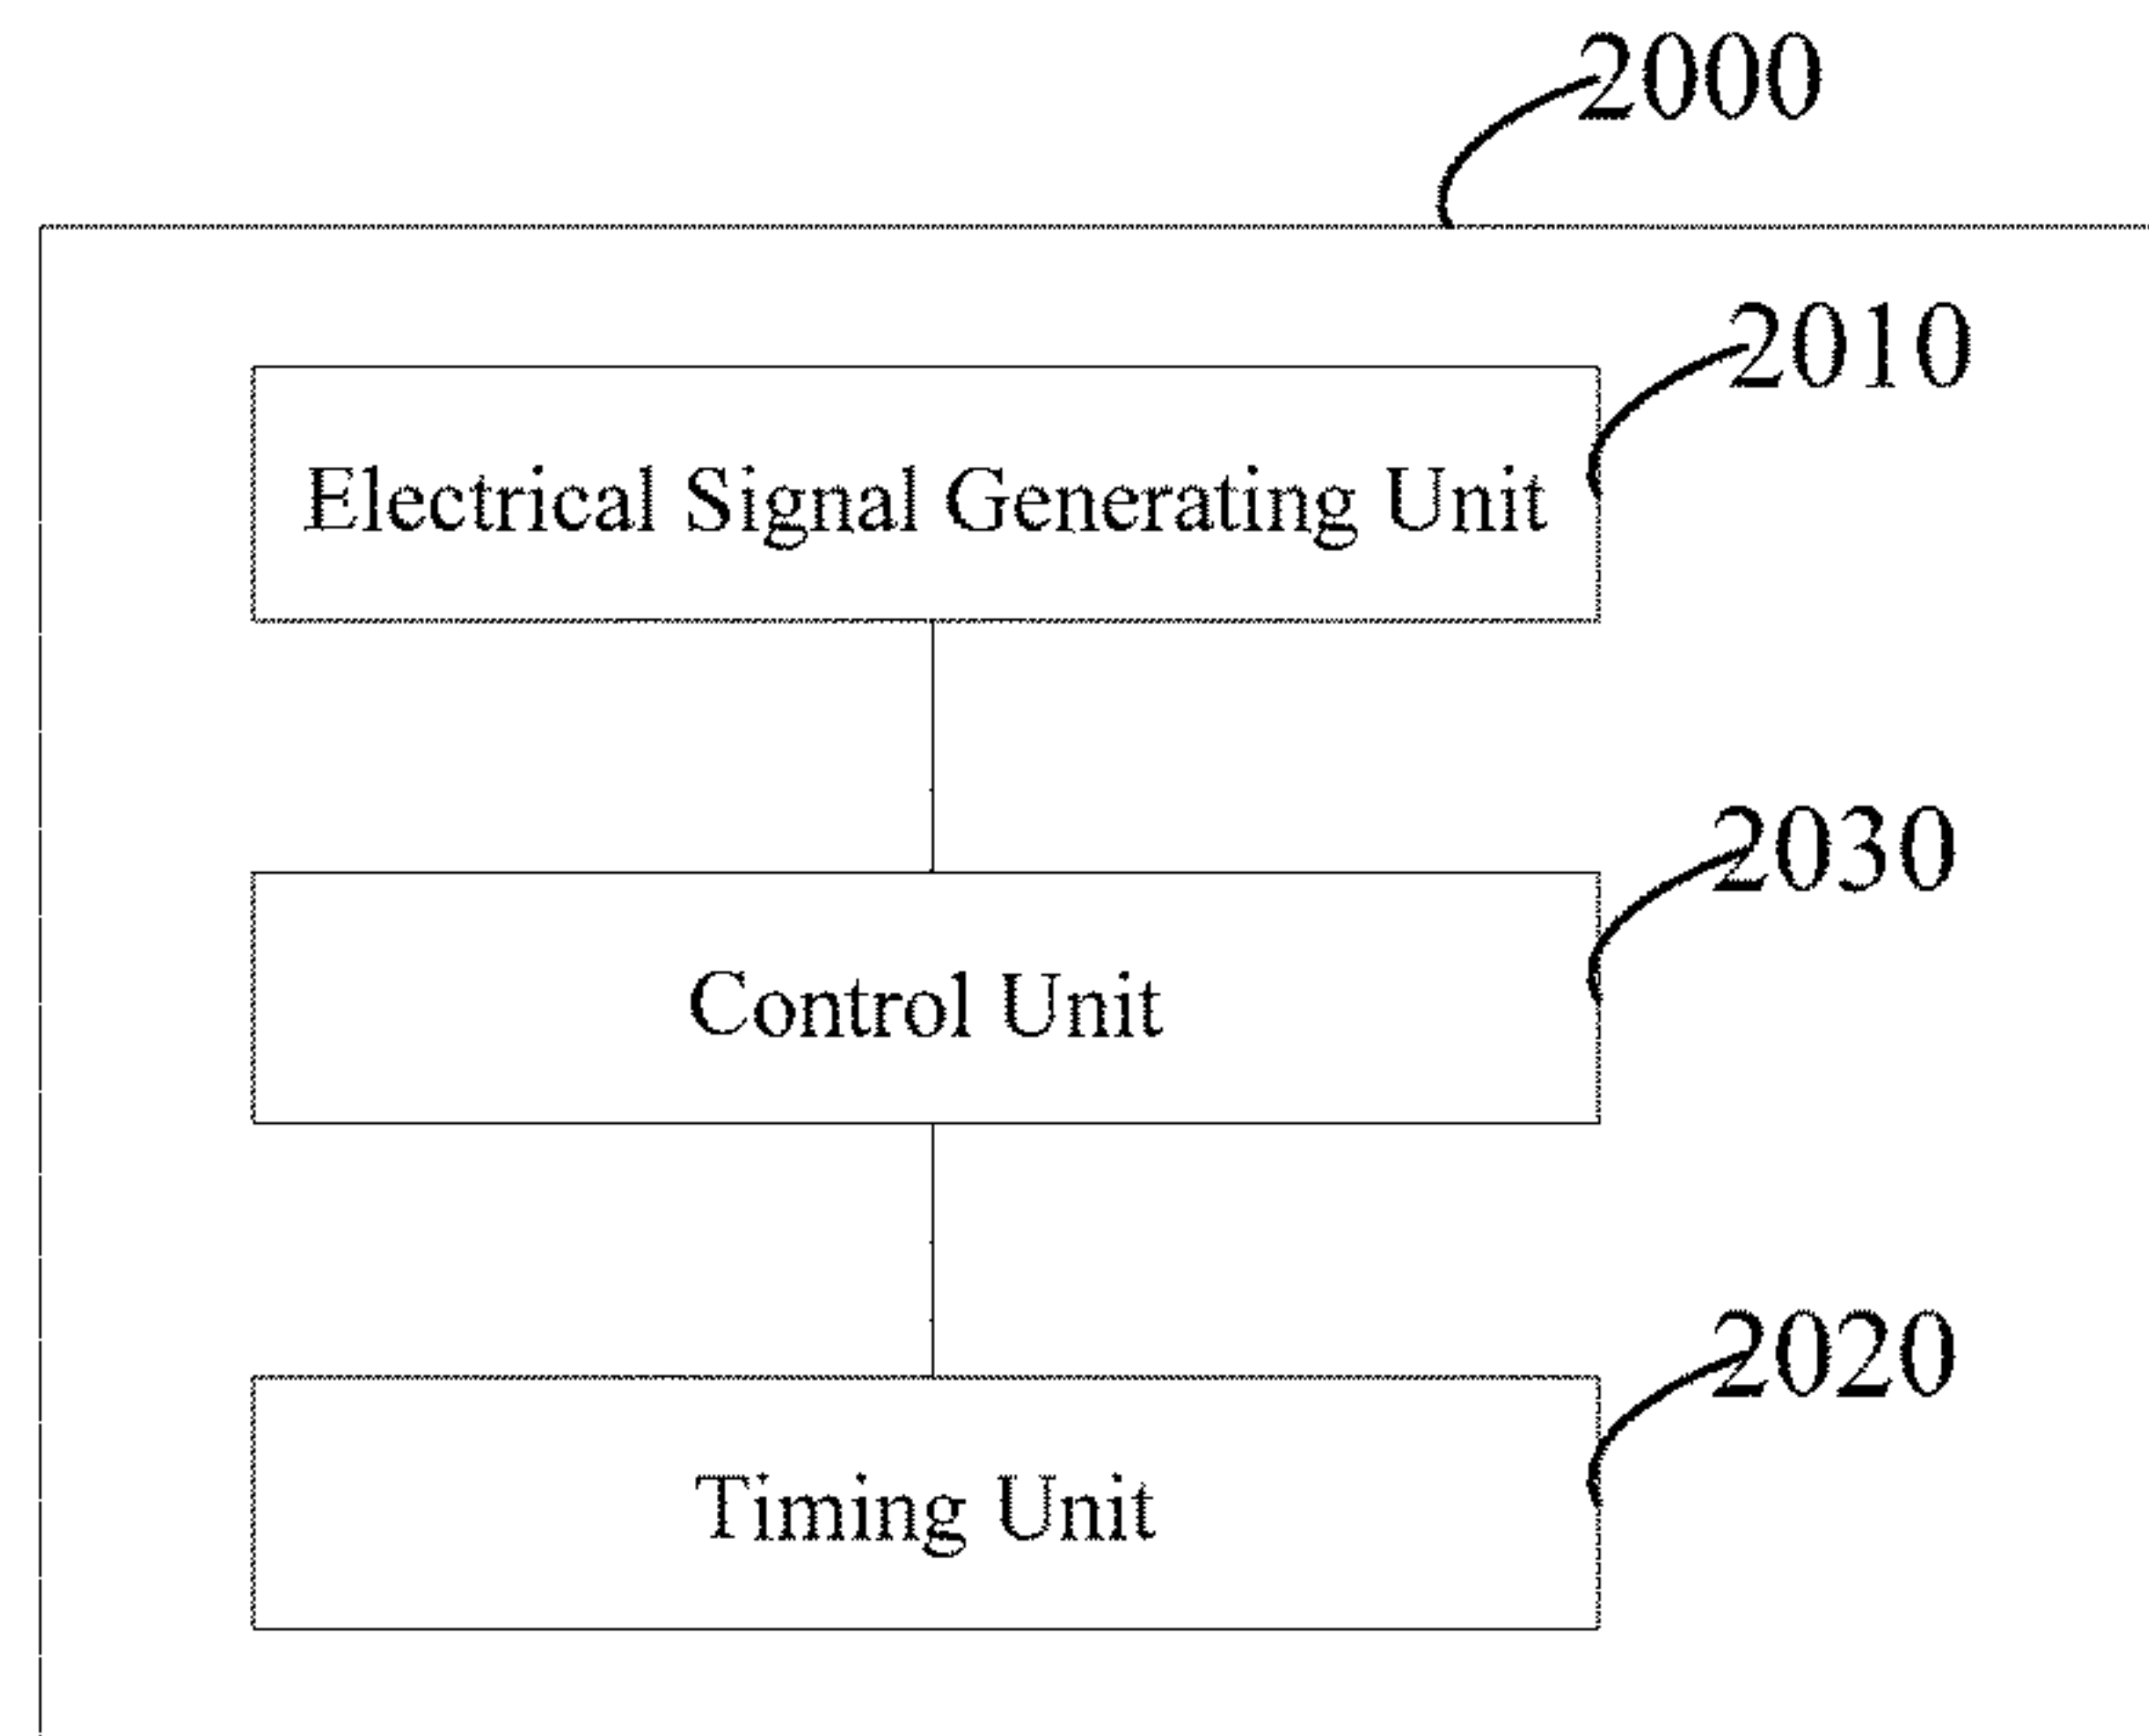 2000
2010
Electrical Signal Generating Unit
2030
Control Unit
2020
Timing Unit